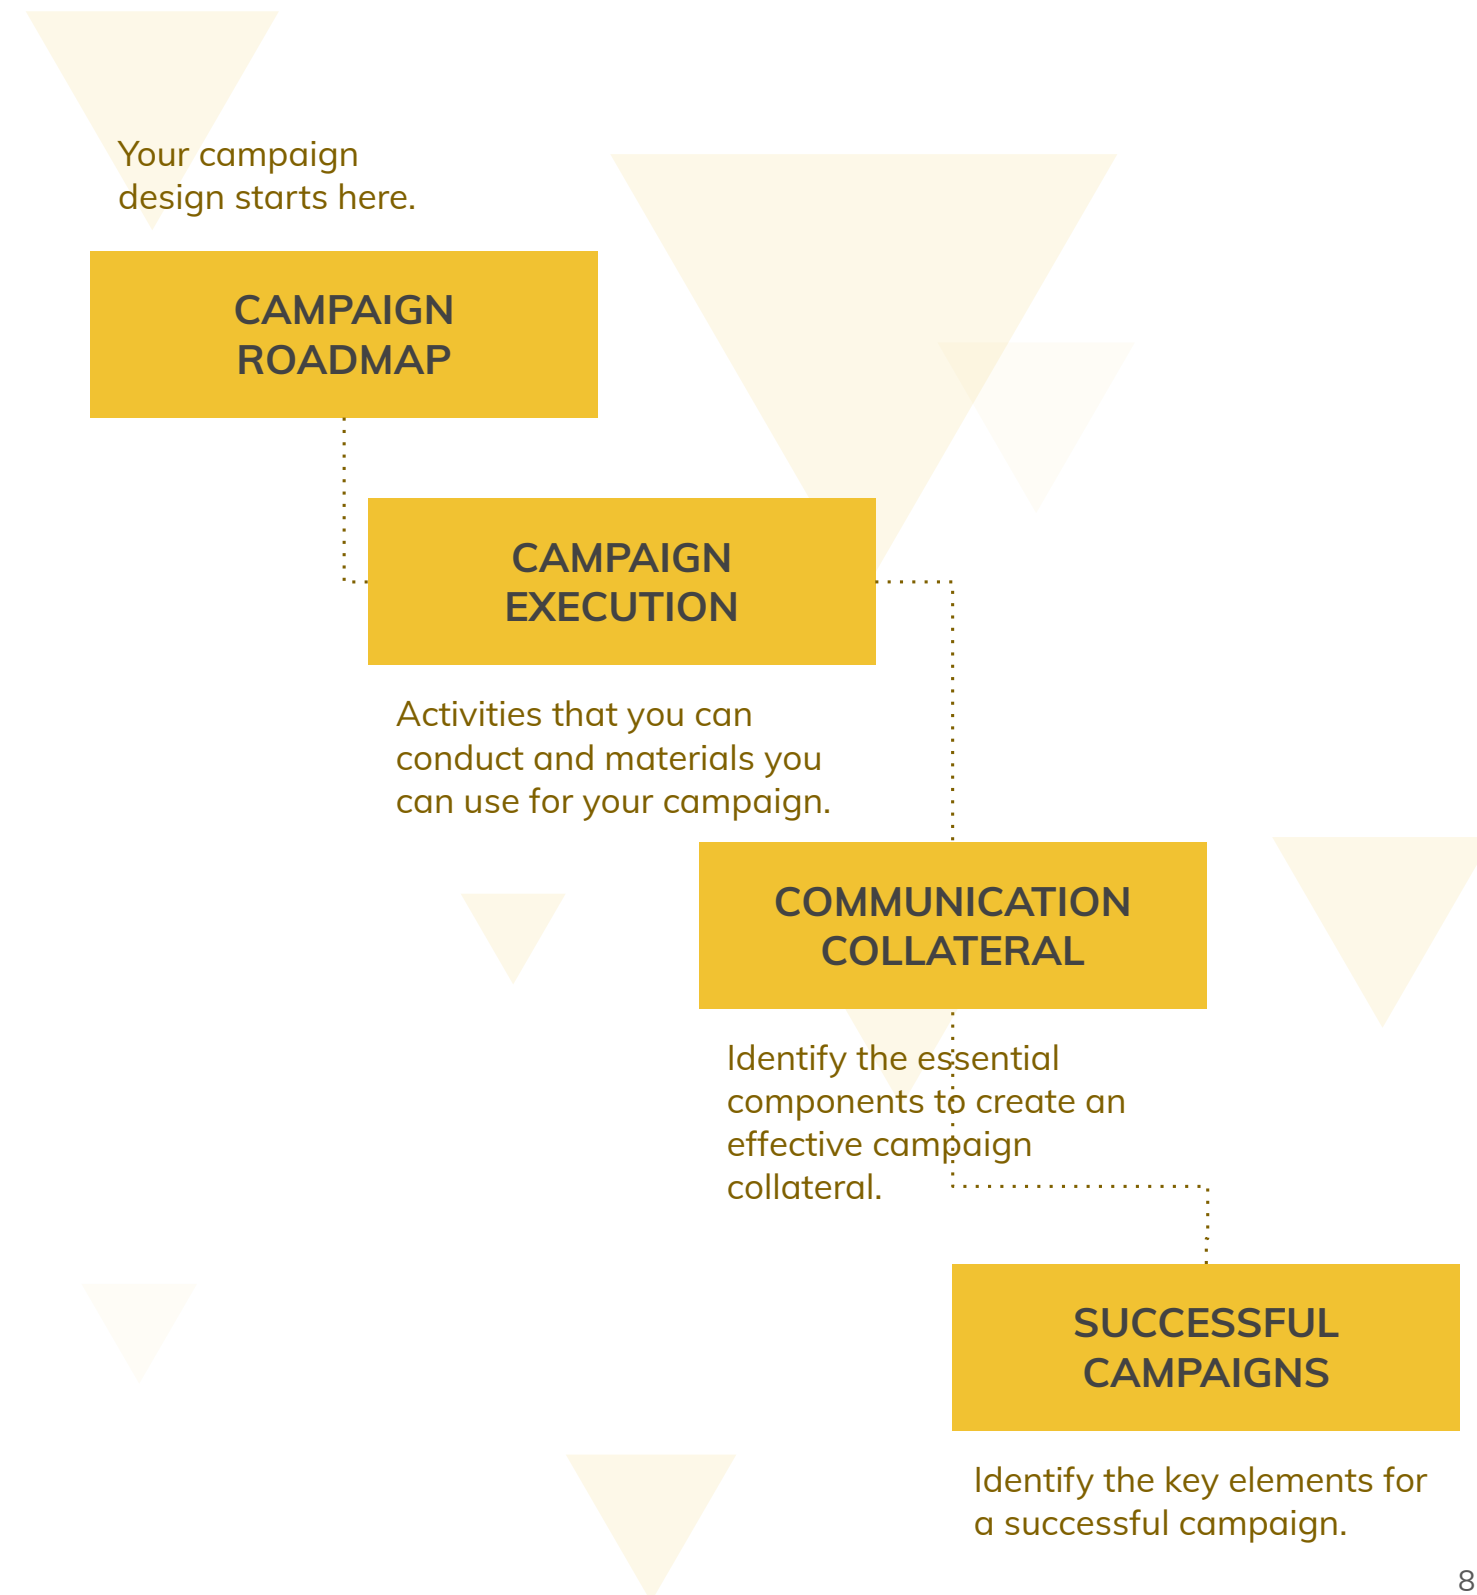 Your campaign
design starts here.
CAMPAIGN
ROADMAP
CAMPAIGN
EXECUTION
Activities that you can
conduct and materials you
can use for your campaign.
COMMUNICATION
COLLATERAL
Identify the essential
components to create an
effective campaign
collateral.
SUCCESSFUL
CAMPAIGNS
Identify the key elements for
a successful campaign.
8